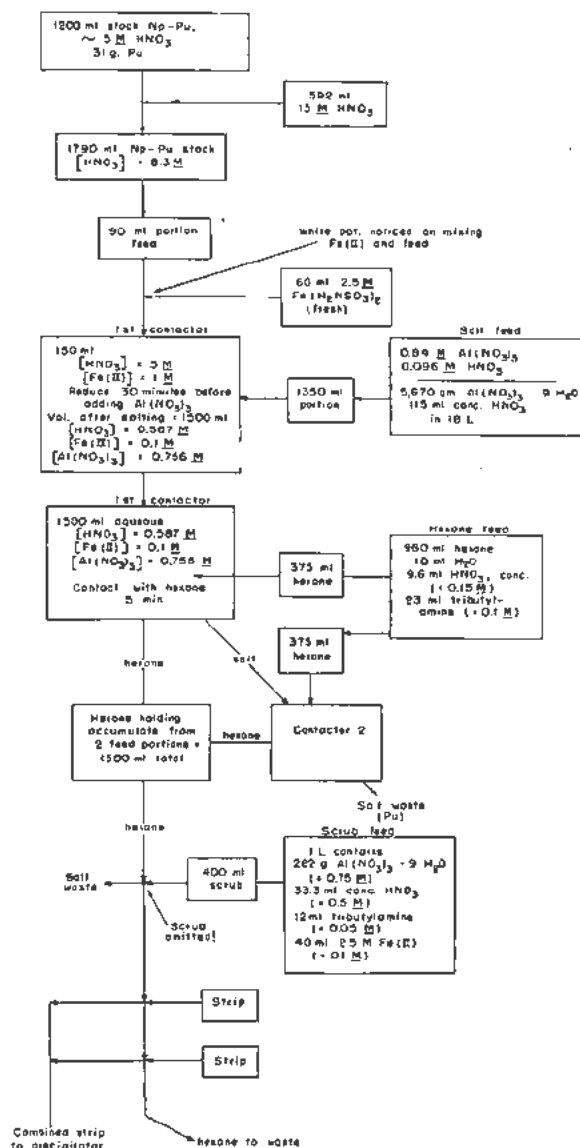 1200 ml stock Np-Pu,
~ 5 M HNO3
31 g. Pu
592 ml
15 M HNO3
1790 ml Np-Pu stock
[HNO3] = 8.3 M
90 ml portion
feed
White ppt. noticed on mixing
Fe(II) and feed
60 ml 2.5 M
Fe(H2NSO3)2
(fresh)
1st contactor
150 ml
[HNO3] = 5 M
[Fe(II)] = 1 M
Reduce 30 minutes before
adding Al(NO3)3
Vol. after salting = 1500 ml
[HNO3] = 0.587 M
[Fe(II)] = 0.1 M
[Al(NO3)3] = 0.756 M
1350 ml
portion
Salt feed
0.84 M Al(NO3)3
0.096 M HNO3
5,670 gm Al(NO3)3 · 9 H2O
115 ml conc. HNO3
in 18 L
1st contactor
1500 ml aqueous
[HNO3] = 0.587 M
[Fe(II)] = 0.1 M
[Al(NO3)3] = 0.756 M
Contact with hexone
5 min
375 ml
hexone
Hexone feed
960 ml hexone
10 ml H2O
9.6 ml HNO3, conc.
(= 0.15 M)
23 ml tributyl-
amine (= 0.1 M)
375 ml
hexone
hexone
salt
Hexone holding
accumulate from
2 feed portions =
1500 ml total
hexone
Contacter 2
Salt waste
(Pu)
hexone
Scrub feed
1 L contains
282 g Al(NO3)3 · 9 H2O
(= 0.75 M)
33.3 ml conc HNO3
(= 0.5 M)
12 ml tributylamine
(= 0.05 M)
40 ml 2.5 M Fe(II)
(= 0.1 M)
400 ml
scrub
Salt
waste
Scrub
omitted!
Strip
Strip
Combined strip
to precipitator
hexone to waste